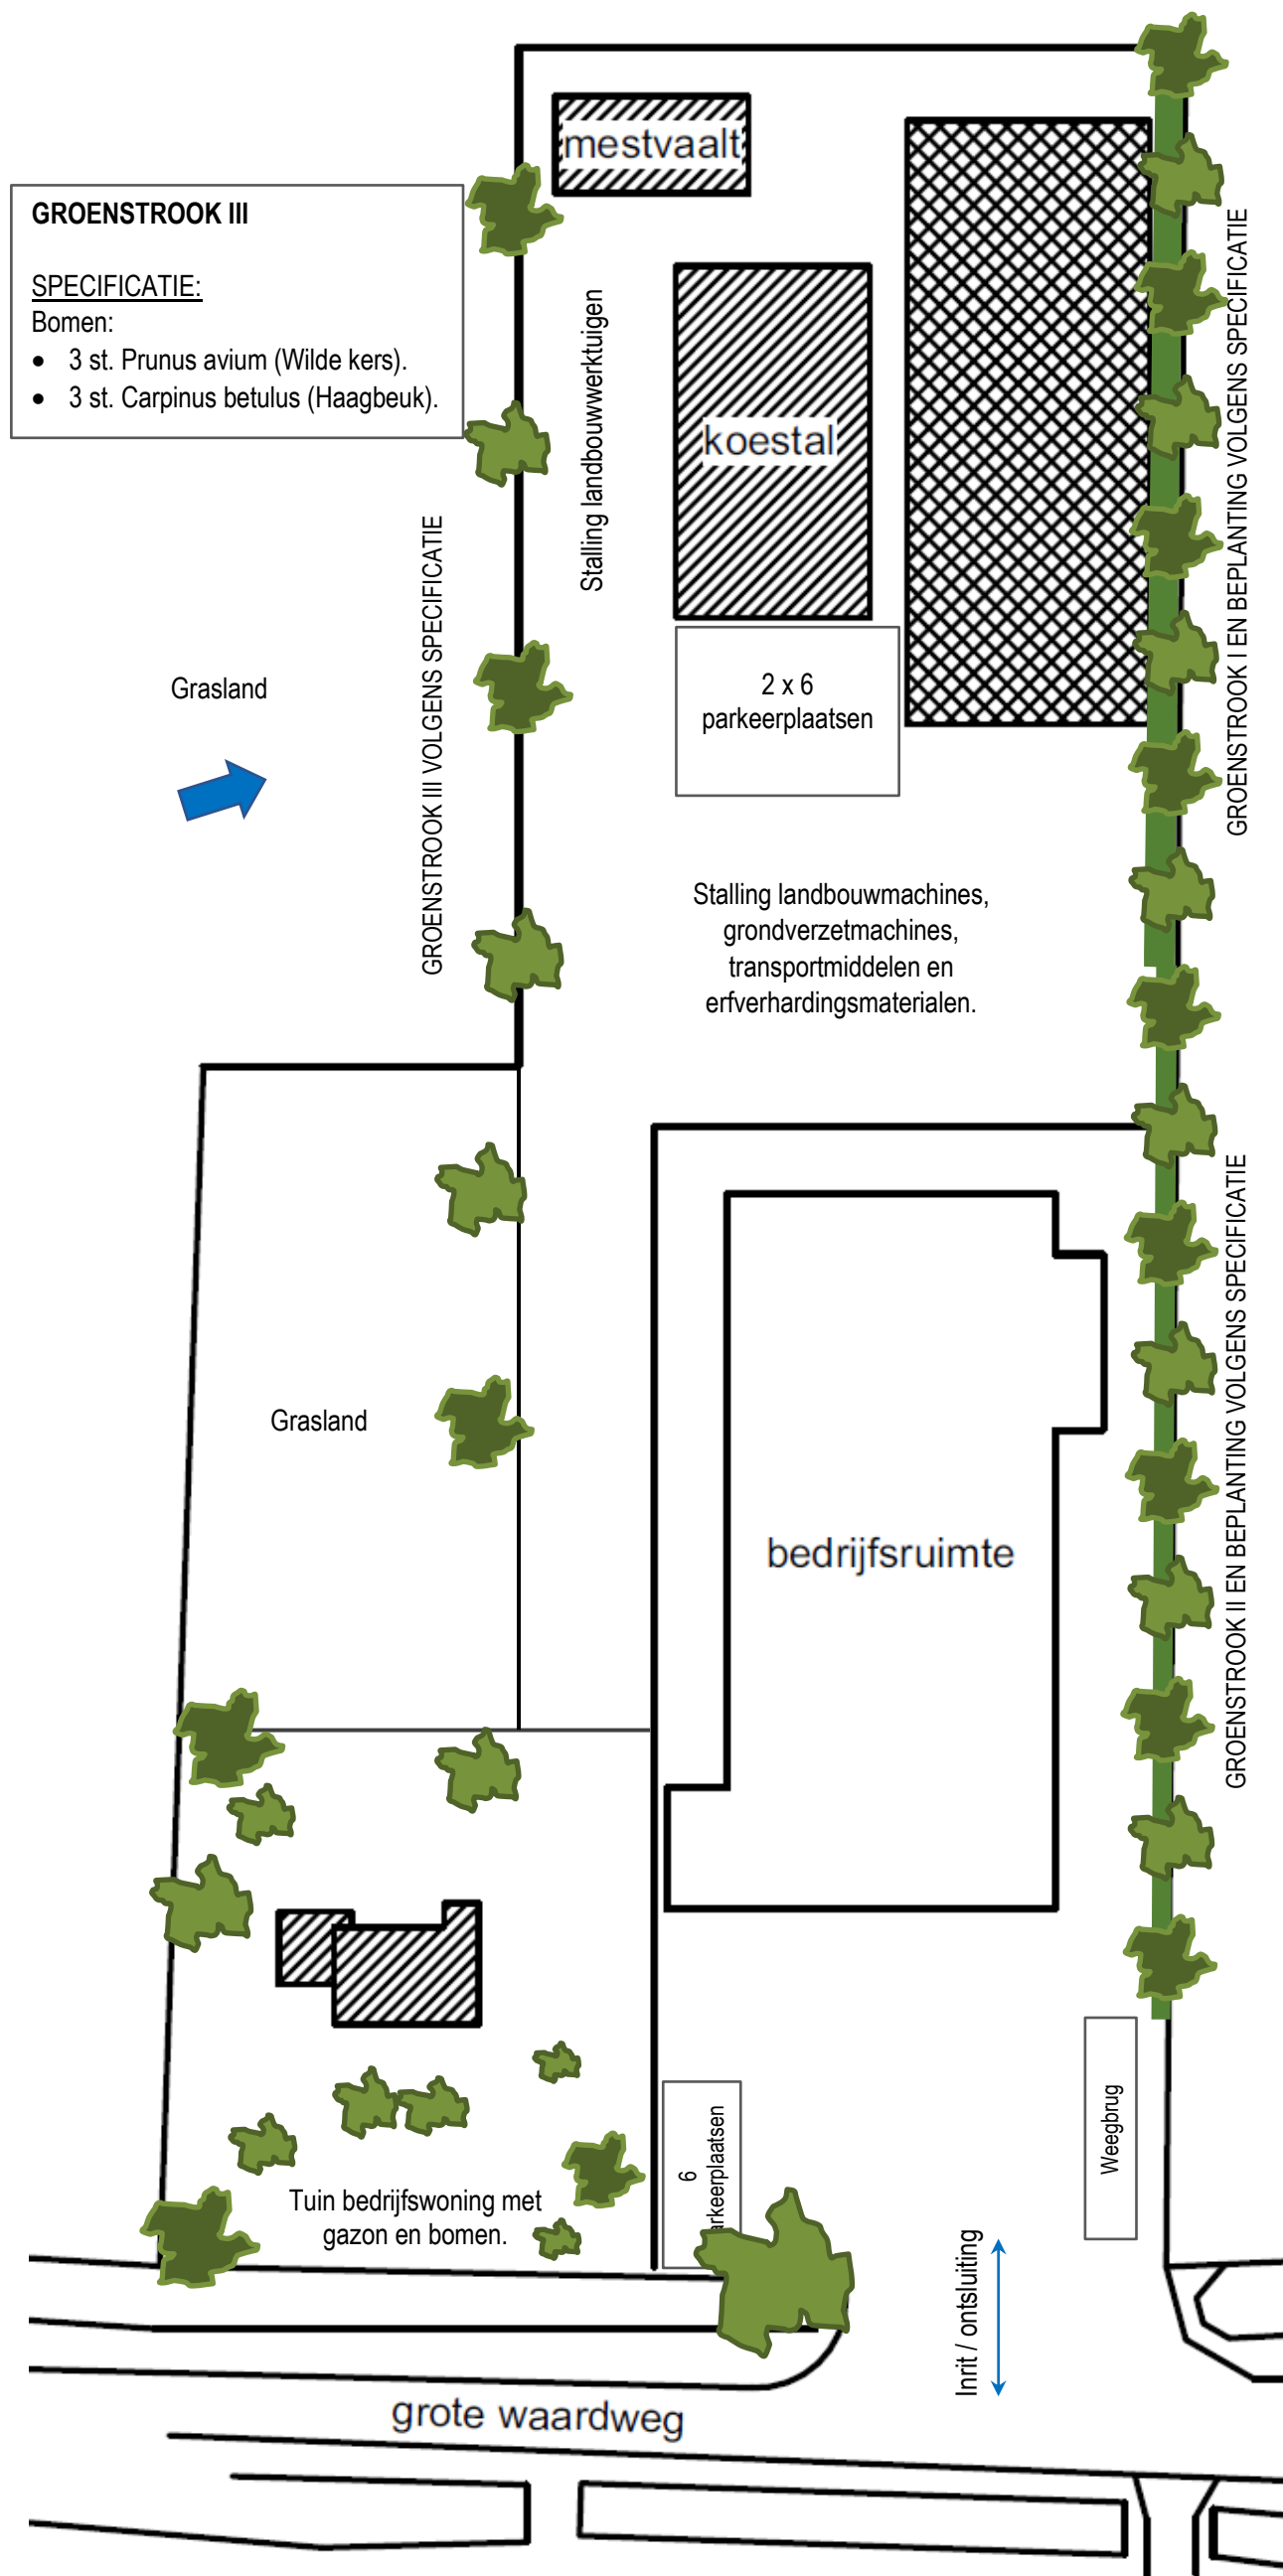 mestvaalt
GROENSTROOK III
SPECIFICATIE:
Bomen:
• 3 st. Prunus avium (Wilde kers).
• 3 st. Carpinus betulus (Haagbeuk).
Stalling landbouwwerktuigen
koestal
GROENSTROOK I EN BEPLANTING VOLGENS SPECIFICATIE
GROENSTROOK III VOLGENS SPECIFICATIE
Grasland
2 x 6
parkeerplaatsen
Stalling landbouwmachines,
grondverzetmachines,
transportmiddelen en
erfverhardingsmaterialen.
GROENSTROOK II EN BEPLANTING VOLGENS SPECIFICATIE
Grasland
bedrijfsruimte
Weegbrug
6
arkeerplaatsen
Tuin bedrijfswoning met
gazon en bomen.
Inrit / ontsluiting
grote waardweg